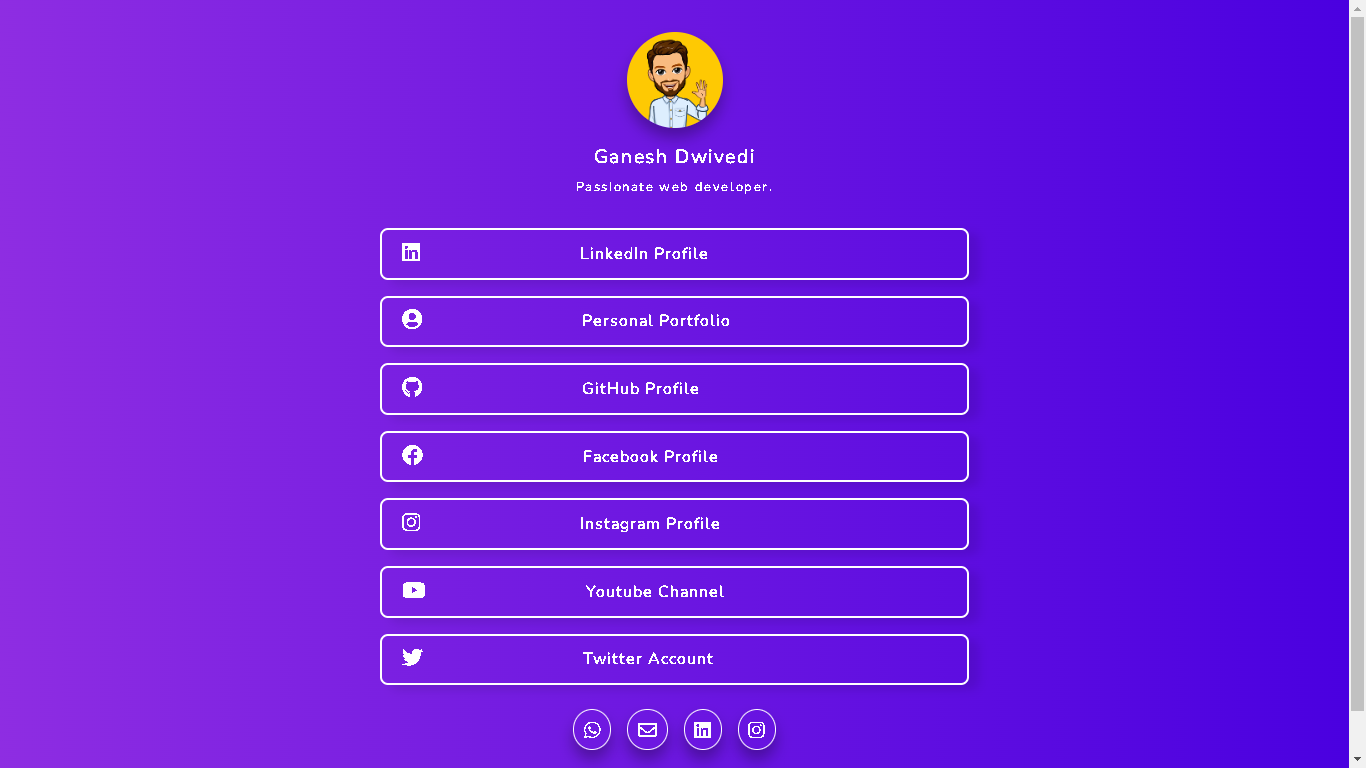 Ganesh Dwivedi
Passionate web developer.
LinkedIn Profile
Personal Portfolio
GitHub Profile
Facebook Profile
Instagram Profile
Youtube Channel
Twitter Account